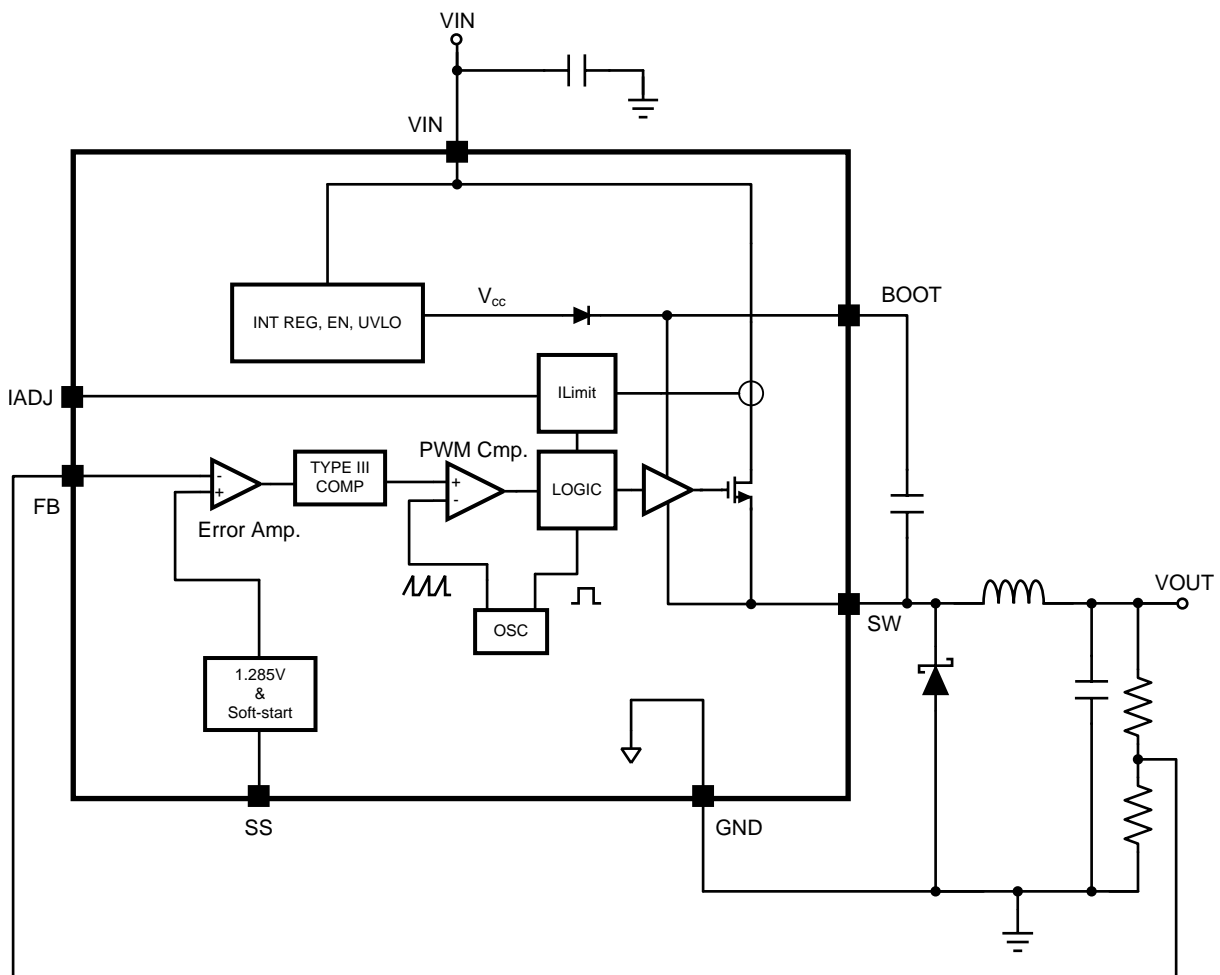 VIN
VIN
BOOT
V_cc
INT REG, EN, UVLO
IADJ
ILimit
PWM Cmp.
FB
-
+
TYPE III
COMP
+
-
LOGIC
Error Amp.
VOUT
OSC
SW
1.285V
&
Soft-start
SS
GND